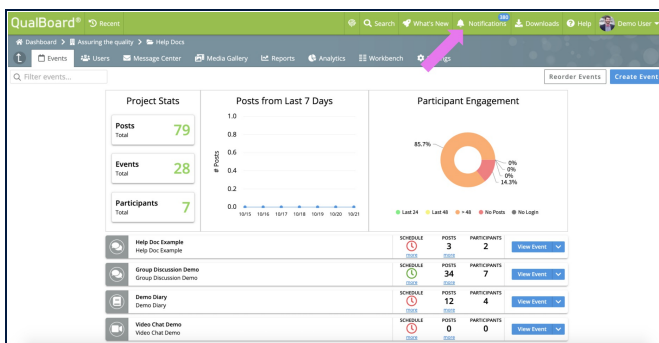 QualBoard® Recent Search What's New Notifications 380 Downloads Help Demo User
Dashboard Assuring the quality > Help Docs
Events Users Message Center Media Gallery Reports Analytics Workbench
Filter events... Reorder Events Create Event
Project Stats
Posts
Total
79
Events
Total
28
Participants
Total
7
Posts from Last 7 Days
# Posts
1.0
0.8
0.6
0.4
0.2
0.0
10/15 10/16 10/17 10/18 10/19 10/20 10/21
Participant Engagement
85.7%
0%
0%
0%
14.3%
Last 24 Last 48 > 48 No Posts No Login
Help Doc Example
Help Doc Example
SCHEDULE POSTS PARTICIPANTS
3 2 View Event
more more
Group Discussion Demo
Group Discussion Demo
SCHEDULE POSTS PARTICIPANTS
34 7 View Event
more more
Demo Diary
Demo Diary
SCHEDULE POSTS PARTICIPANTS
12 4 View Event
more more
Video Chat Demo
Video Chat Demo
SCHEDULE POSTS PARTICIPANTS
0 0 View Event
more more